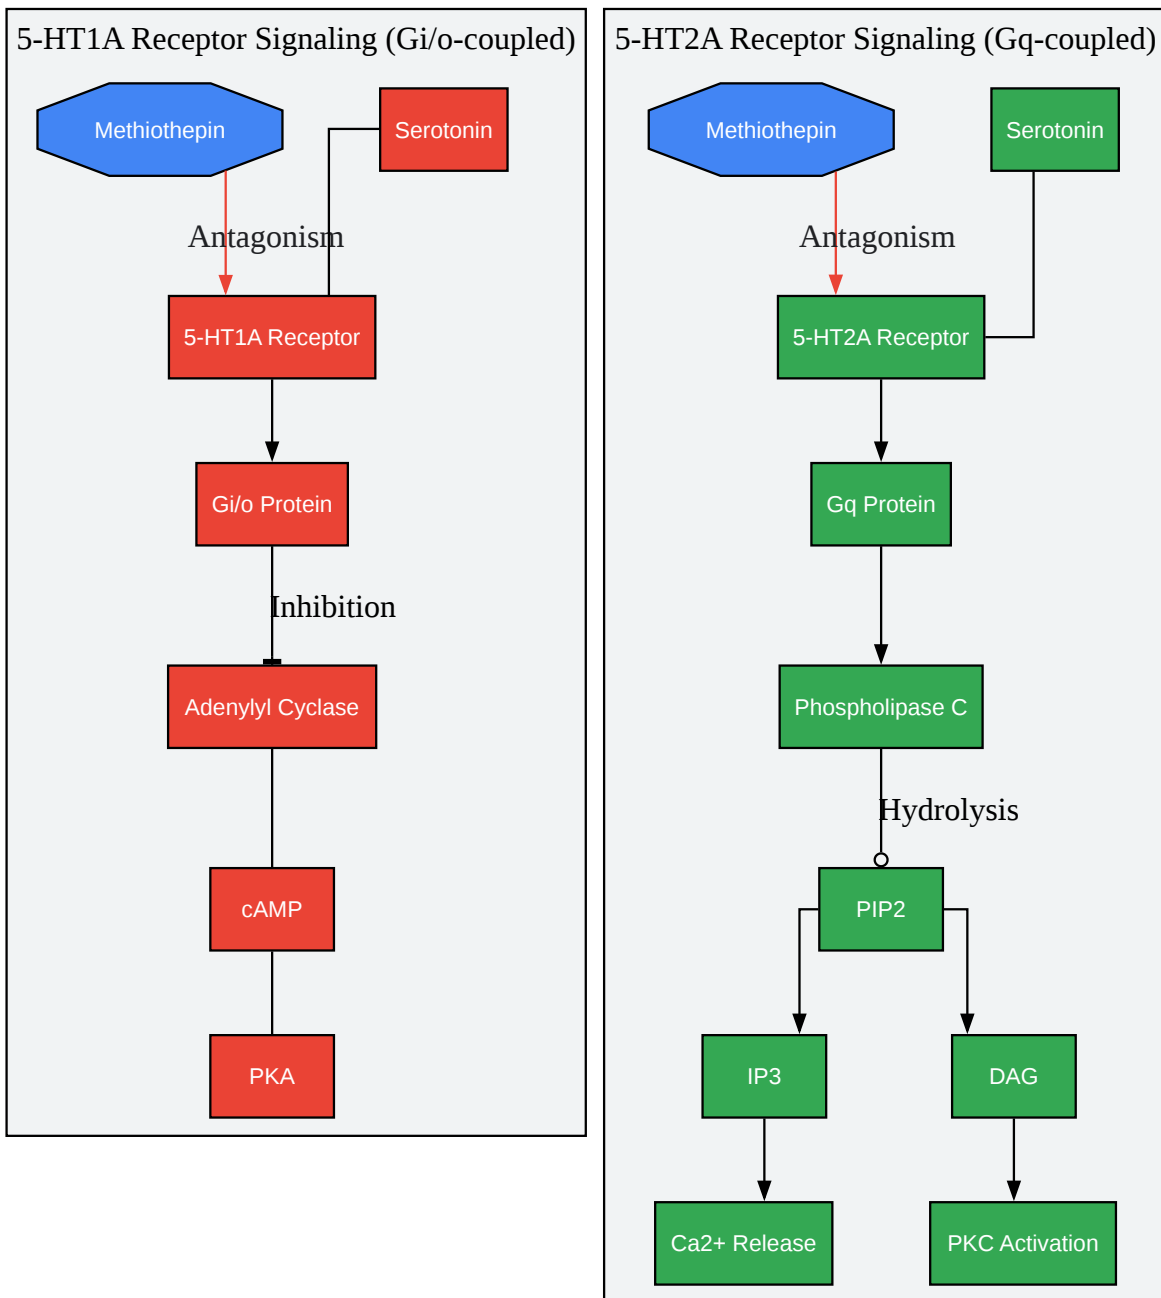 5-HT1A Receptor Signaling (Gi/o-coupled)
Methiothepin
Serotonin
Antagonism
5-HT1A Receptor
Gi/o Protein
Inhibition
Adenylyl Cyclase
cAMP
PKA
5-HT2A Receptor Signaling (Gq-coupled)
Methiothepin
Serotonin
Antagonism
5-HT2A Receptor
Gq Protein
Phospholipase C
Hydrolysis
PIP2
IP3
DAG
Ca2+ Release
PKC Activation